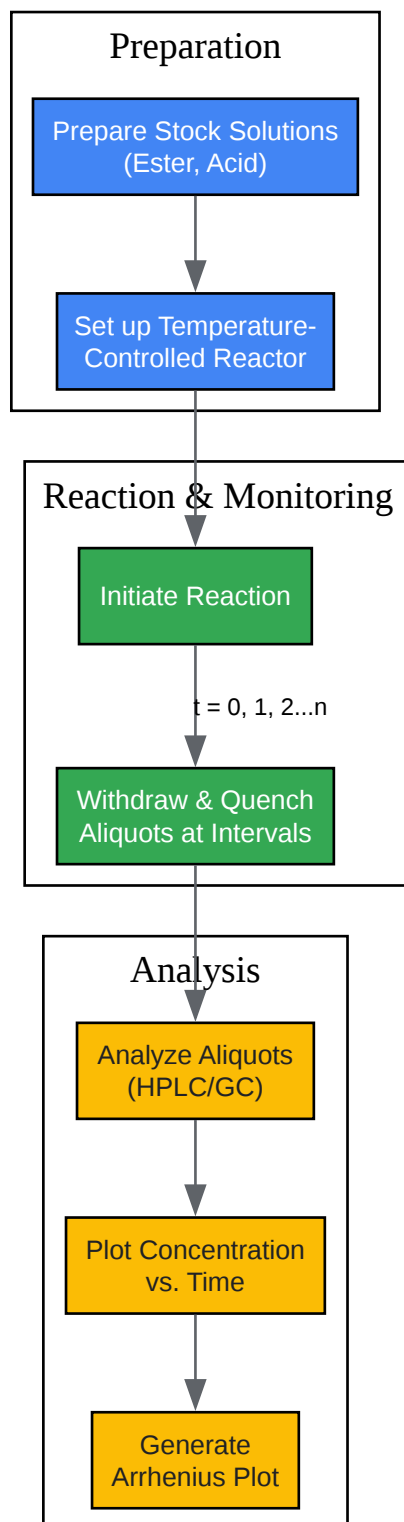 Preparation
Prepare Stock Solutions
(Ester, Acid)
Set up Temperature-
Controlled Reactor
Reaction & Monitoring
Initiate Reaction
t = 0, 1, 2...n
Withdraw & Quench
Aliquots at Intervals
Analysis
Analyze Aliquots
(HPLC/GC)
Plot Concentration
vs. Time
Generate
Arrhenius Plot